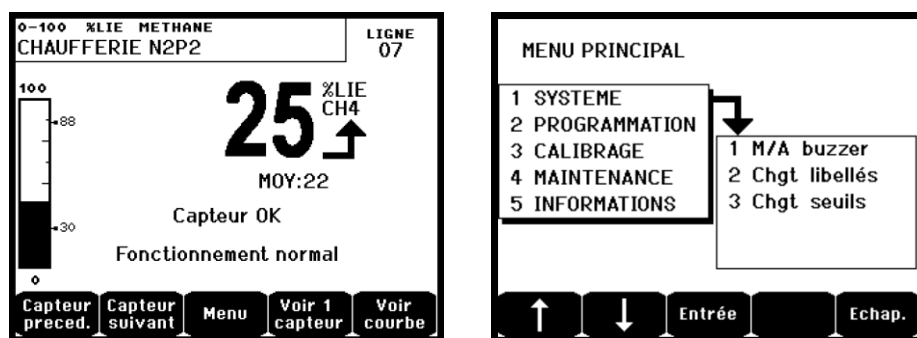 0-100 %LIE METHANE
CHAUFFERIE N2P2
LIGNE
07
100
88
30
0
25 %LIE
CH4
MOY:22
Capteur OK
Fonctionnement normal
Capteur preced.
Capteur suivant
Menu
Voir 1 capteur
Voir courbe
MENU PRINCIPAL
1 SYSTEME
2 PROGRAMMATION
3 CALIBRAGE
4 MAINTENANCE
5 INFORMATIONS
1 M/A buzzer
2 Chgt libellés
3 Chgt seuils
Entrée
Echap.